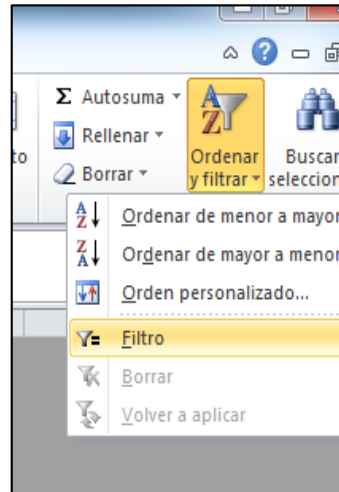 Σ Autosuma
Rellenar
Borrar
Ordenar
y filtrar
Buscar
seleccion
to
Ordenar de menor a mayor
Ordenar de mayor a menor
Orden personalizado...
Filtro
Borrar
Volver a aplicar